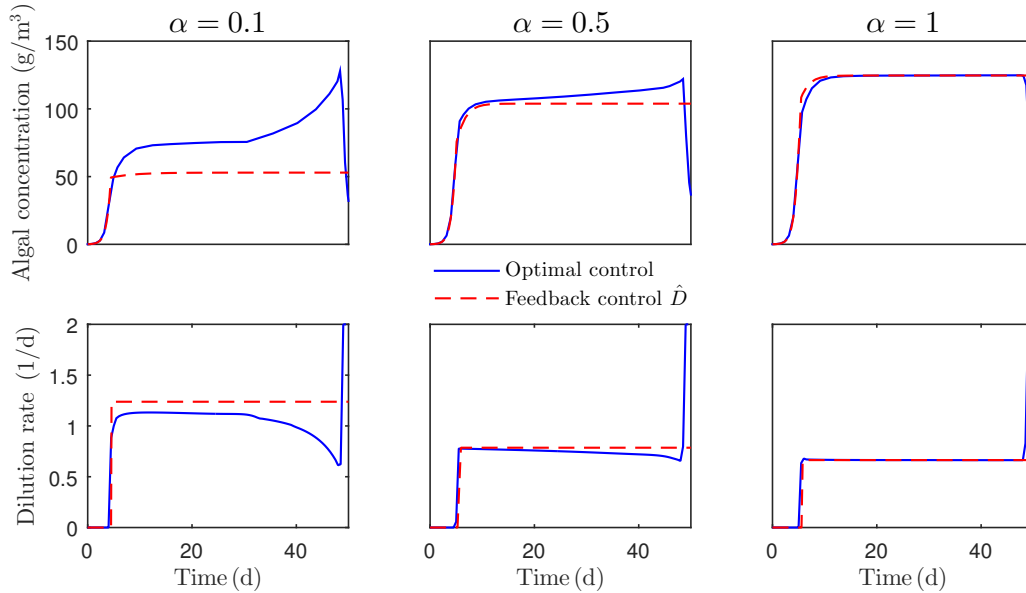 α = 0.1
α = 0.5
α = 1
Algal concentration (g/m³)
150
100
50
0
Optimal control
Feedback control D̂
Dilution rate (1/d)
2
1.5
1
0.5
0
0 20 40
0 20 40
0 20 40
Time (d)
Time (d)
Time (d)